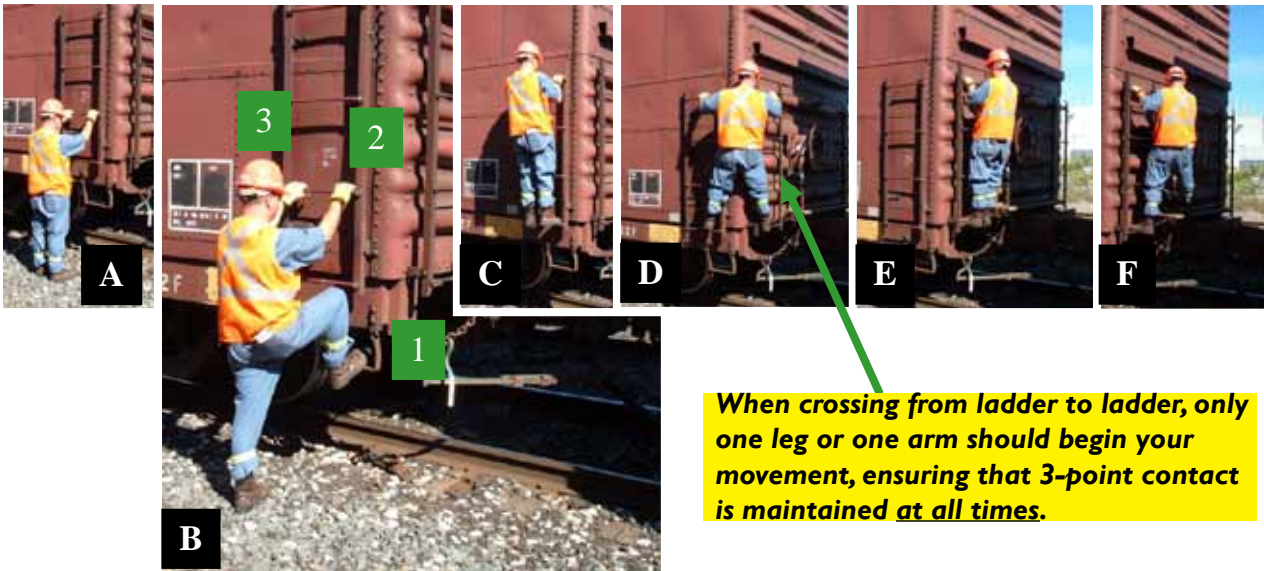 A
3
2
1
B
C
D
E
F
2F
When crossing from ladder to ladder, only
one leg or one arm should begin your
movement, ensuring that 3-point contact
is maintained at all times.